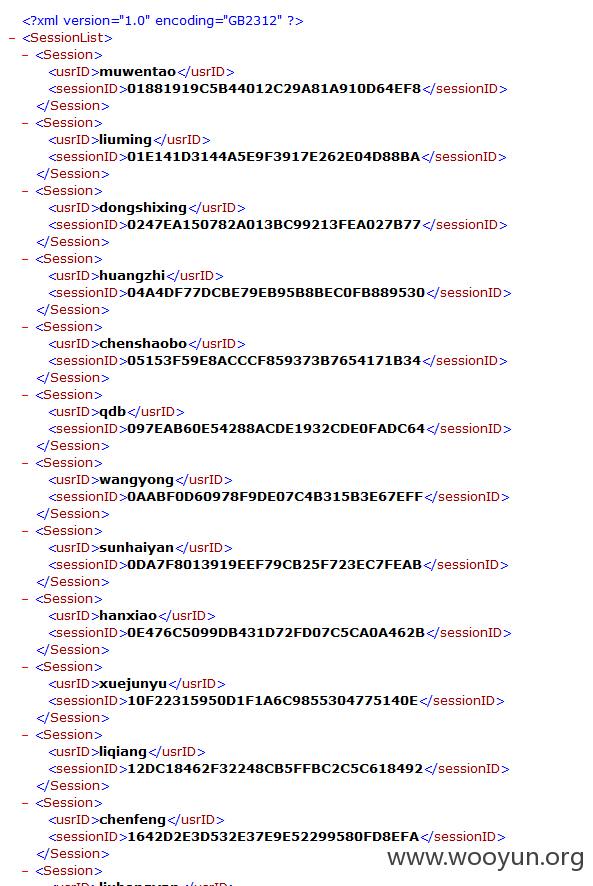 <?xml version="1.0" encoding="GB2312" ?>
– <SessionList>
– <Session>
<usrID>muwentao</usrID>
<sessionID>01881919C5B44012C29A81A910D64EF8</sessionID>
</Session>
– <Session>
<usrID>liuming</usrID>
<sessionID>01E141D3144A5E9F3917E262E04D88BA</sessionID>
</Session>
– <Session>
<usrID>dongshixing</usrID>
<sessionID>0247EA150782A013BC99213FEA027B77</sessionID>
</Session>
– <Session>
<usrID>huangzhi</usrID>
<sessionID>04A4DF77DCBE79EB95B8BEC0FB889530</sessionID>
</Session>
– <Session>
<usrID>chenshaobo</usrID>
<sessionID>05153F59E8ACCCF859373B7654171B34</sessionID>
</Session>
– <Session>
<usrID>qdb</usrID>
<sessionID>097EAB60E54288ACDE1932CDE0FADC64</sessionID>
</Session>
– <Session>
<usrID>wangyong</usrID>
<sessionID>0AABF0D60978F9DE07C4B315B3E67EFF</sessionID>
</Session>
– <Session>
<usrID>sunhaiyan</usrID>
<sessionID>0DA7F8013919EEF79CB25F723EC7FEAB</sessionID>
</Session>
– <Session>
<usrID>hanxiao</usrID>
<sessionID>0E476C5099DB431D72FD07C5CA0A462B</sessionID>
</Session>
– <Session>
<usrID>xuejunyu</usrID>
<sessionID>10F22315950D1F1A6C9855304775140E</sessionID>
</Session>
– <Session>
<usrID>liqiang</usrID>
<sessionID>12DC18462F32248CB5FFBC2C5C618492</sessionID>
</Session>
– <Session>
<usrID>chenfeng</usrID>
<sessionID>1642D2E3D532E37E9E52299580FD8EFA</sessionID>
</Session>
– <Session>
www.wooyun.org